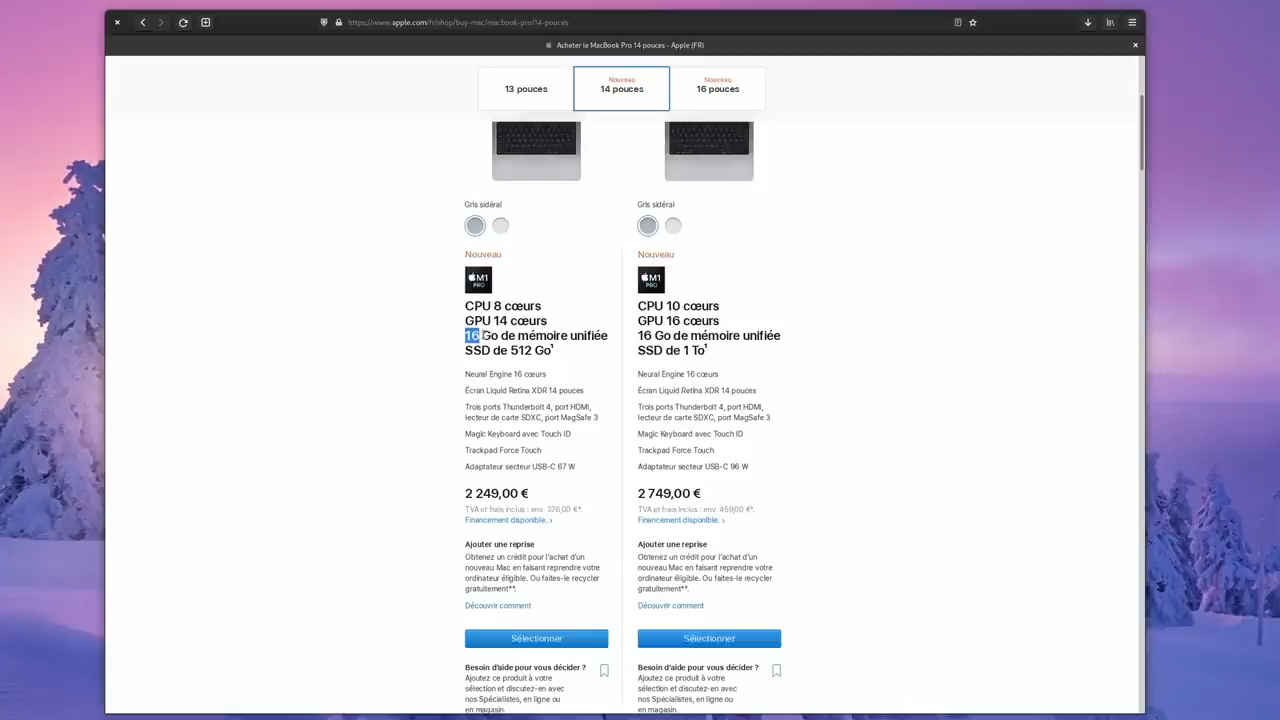 https://www.apple.com/fr/shop/buy-mac/macbook-pro/14-pouces
Acheter le MacBook Pro 14 pouces - Apple (FR)
13 pouces
Nouveau
14 pouces
Nouveau
16 pouces
Gris sidéral
Nouveau
M1
PRO
CPU 8 cœurs
GPU 14 cœurs
16 Go de mémoire unifiée
SSD de 512 Go¹
Neural Engine 16 cœurs
Écran Liquid Retina XDR 14 pouces
Trois ports Thunderbolt 4, port HDMI,
lecteur de carte SDXC, port MagSafe 3
Magic Keyboard avec Touch ID
Trackpad Force Touch
Adaptateur secteur USB-C 67 W
2 249,00 €
TVA et frais inclus : env. 376,00 €*.
Financement disponible. ›
Ajouter une reprise
Obtenez un crédit pour l'achat d'un
nouveau Mac en faisant reprendre votre
ordinateur éligible. Ou faites-le recycler
gratuitement**.
Découvrir comment
Sélectionner
Besoin d'aide pour vous décider ?
Ajoutez ce produit à votre
sélection et discutez-en avec
nos Spécialistes, en ligne ou
en magasin.
Gris sidéral
Nouveau
M1
PRO
CPU 10 cœurs
GPU 16 cœurs
16 Go de mémoire unifiée
SSD de 1 To¹
Neural Engine 16 cœurs
Écran Liquid Retina XDR 14 pouces
Trois ports Thunderbolt 4, port HDMI,
lecteur de carte SDXC, port MagSafe 3
Magic Keyboard avec Touch ID
Trackpad Force Touch
Adaptateur secteur USB-C 96 W
2 749,00 €
TVA et frais inclus : env. 459,00 €*.
Financement disponible. ›
Ajouter une reprise
Obtenez un crédit pour l'achat d'un
nouveau Mac en faisant reprendre votre
ordinateur éligible. Ou faites-le recycler
gratuitement**.
Découvrir comment
Sélectionner
Besoin d'aide pour vous décider ?
Ajoutez ce produit à votre
sélection et discutez-en avec
nos Spécialistes, en ligne ou
en magasin.